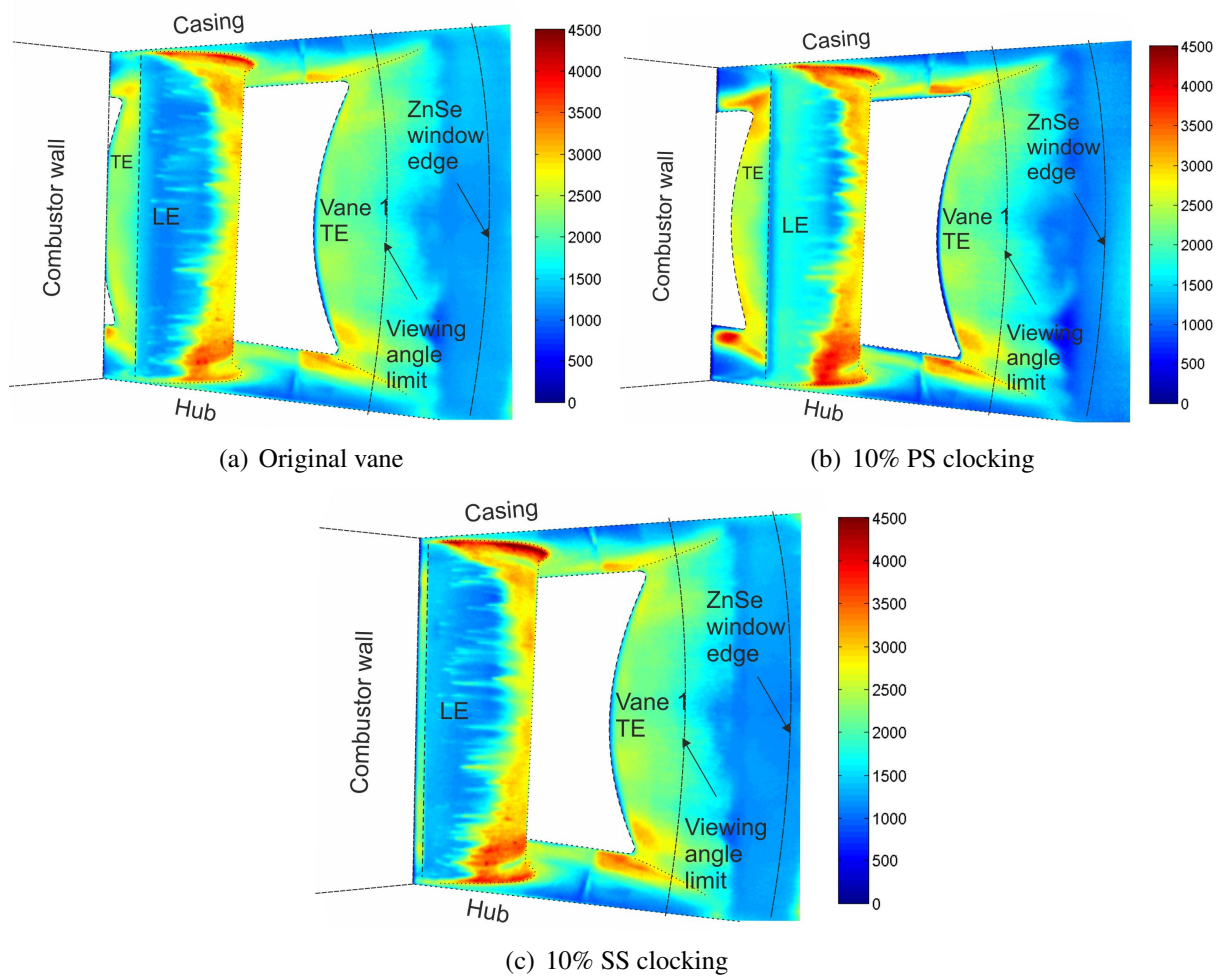 Casing
4500
4000
3500
3000
2500
2000
1500
1000
500
0
Combustor wall
TE
LE
ZnSe
window
edge
Vane 1
TE
Viewing
angle
limit
Hub
(a) Original vane
Casing
4500
4000
3500
3000
2500
2000
1500
1000
500
0
Combustor wall
TE
LE
ZnSe
window
edge
Vane 1
TE
Viewing
angle
limit
Hub
(b) 10% PS clocking
Casing
4500
4000
3500
3000
2500
2000
1500
1000
500
0
Combustor wall
LE
ZnSe
window
edge
Vane 1
TE
Viewing
angle
limit
Hub
(c) 10% SS clocking